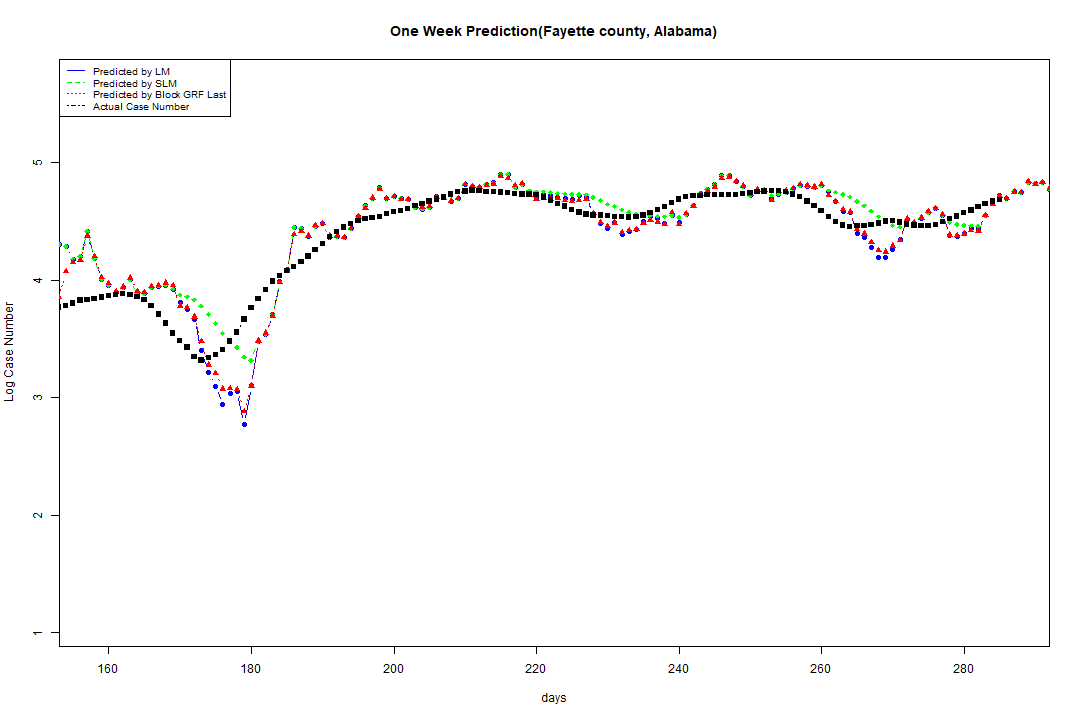 One Week Prediction(Fayette county, Alabama)
Predicted by LM
Predicted by SLM
Predicted by Block GRF Last
Actual Case Number
5
4
3
2
1
Log Case Number
160 180 200 220 240 260 280
days